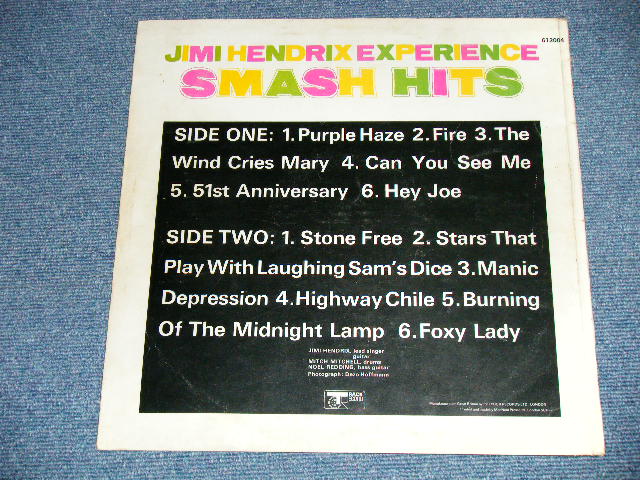 613004
JIMI HENDRIX EXPERIENCE
SMASH HITS
SIDE ONE: 1. Purple Haze 2. Fire 3. The
Wind Cries Mary 4. Can You See Me
5. 51st Anniversary 6. Hey Joe
SIDE TWO: 1. Stone Free 2. Stars That
Play With Laughing Sam's Dice 3. Manic
Depression 4. Highway Chile 5. Burning
Of The Midnight Lamp 6. Foxy Lady
JIMI HENDRIX, lead singer
guitar
MITCH MITCHELL, drums
NOEL REDDING, bass guitar
Photograph: Dezo Hoffmann